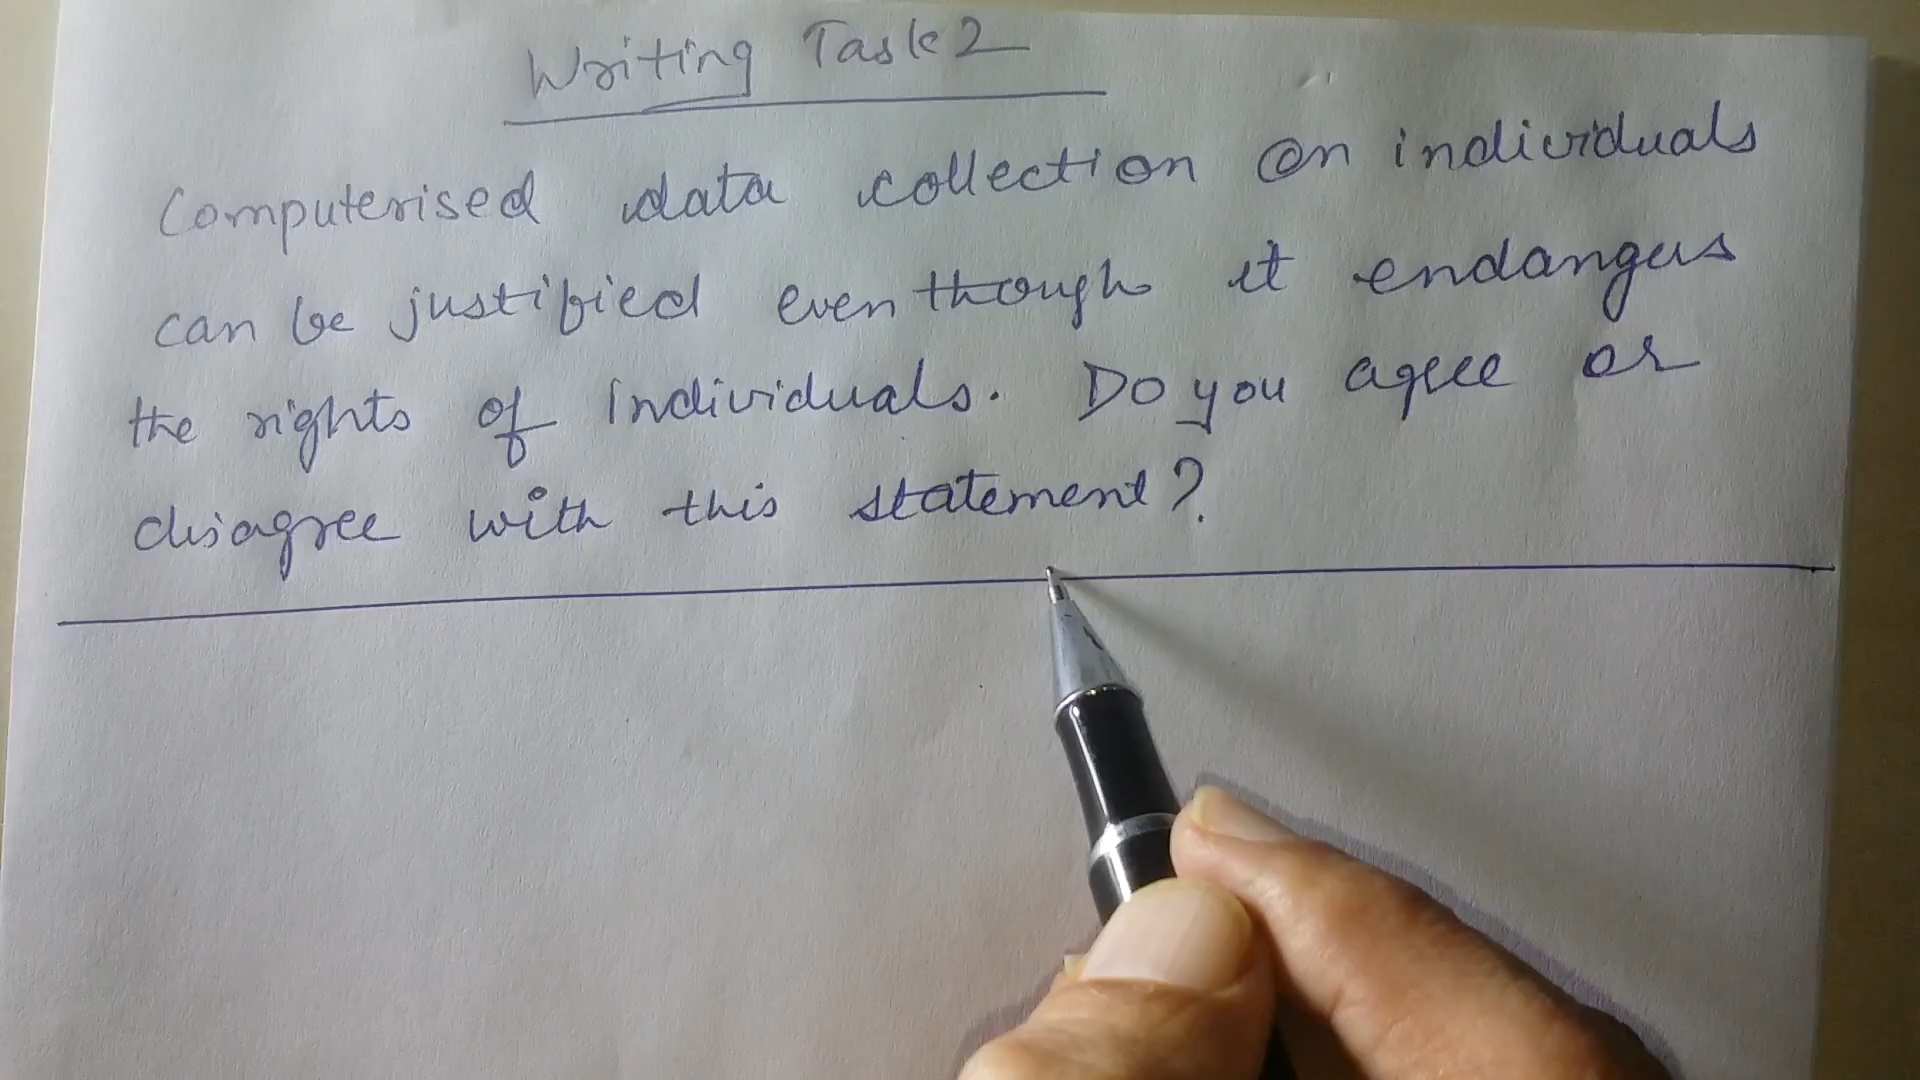 Writing Task 2
Computerised data collection on individuals
can be justified even though it endangers
the rights of individuals. Do you agree or
disagree with this statement?